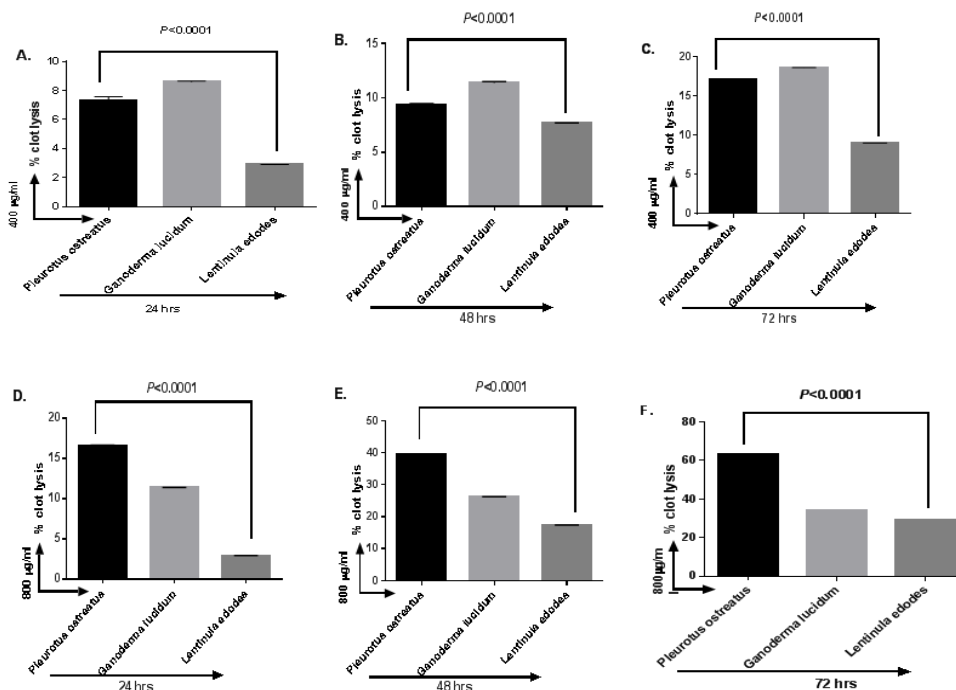 A.
P<0.0001
% clot lysis
10
8
6
4
2
0
400 µg/ml
Pleurotus ostreatus
Ganoderma lucidum
Lentinula edodes
24 hrs
B.
P<0.0001
% clot lysis
15
10
5
0
400 µg/ml
Pleurotus ostreatus
Ganoderma lucidum
Lentinula edodes
48 hrs
C.
P<0.0001
% clot lysis
20
15
10
5
0
400 µg/ml
Pleurotus ostreatua
Ganoderma lucidum
Lentinula edodes
72 hrs
D.
P<0.0001
% clot lysis
20
15
10
5
0
800 µg/ml
Pleurotus ostreatus
Ganoderma lucidum
Lentinula edodes
24 hrs
E.
P<0.0001
% clot lysis
50
40
30
20
10
0
800 µg/ml
Pleurotus ostreatus
Ganoderma lucidum
Lentinula edodea
48 hrs
F.
P<0.0001
% clot lysis
80
60
40
20
0
800µg/m
Pleurotus ostreatus
Ganoderma lucidum
Lentinula edodes
72 hrs